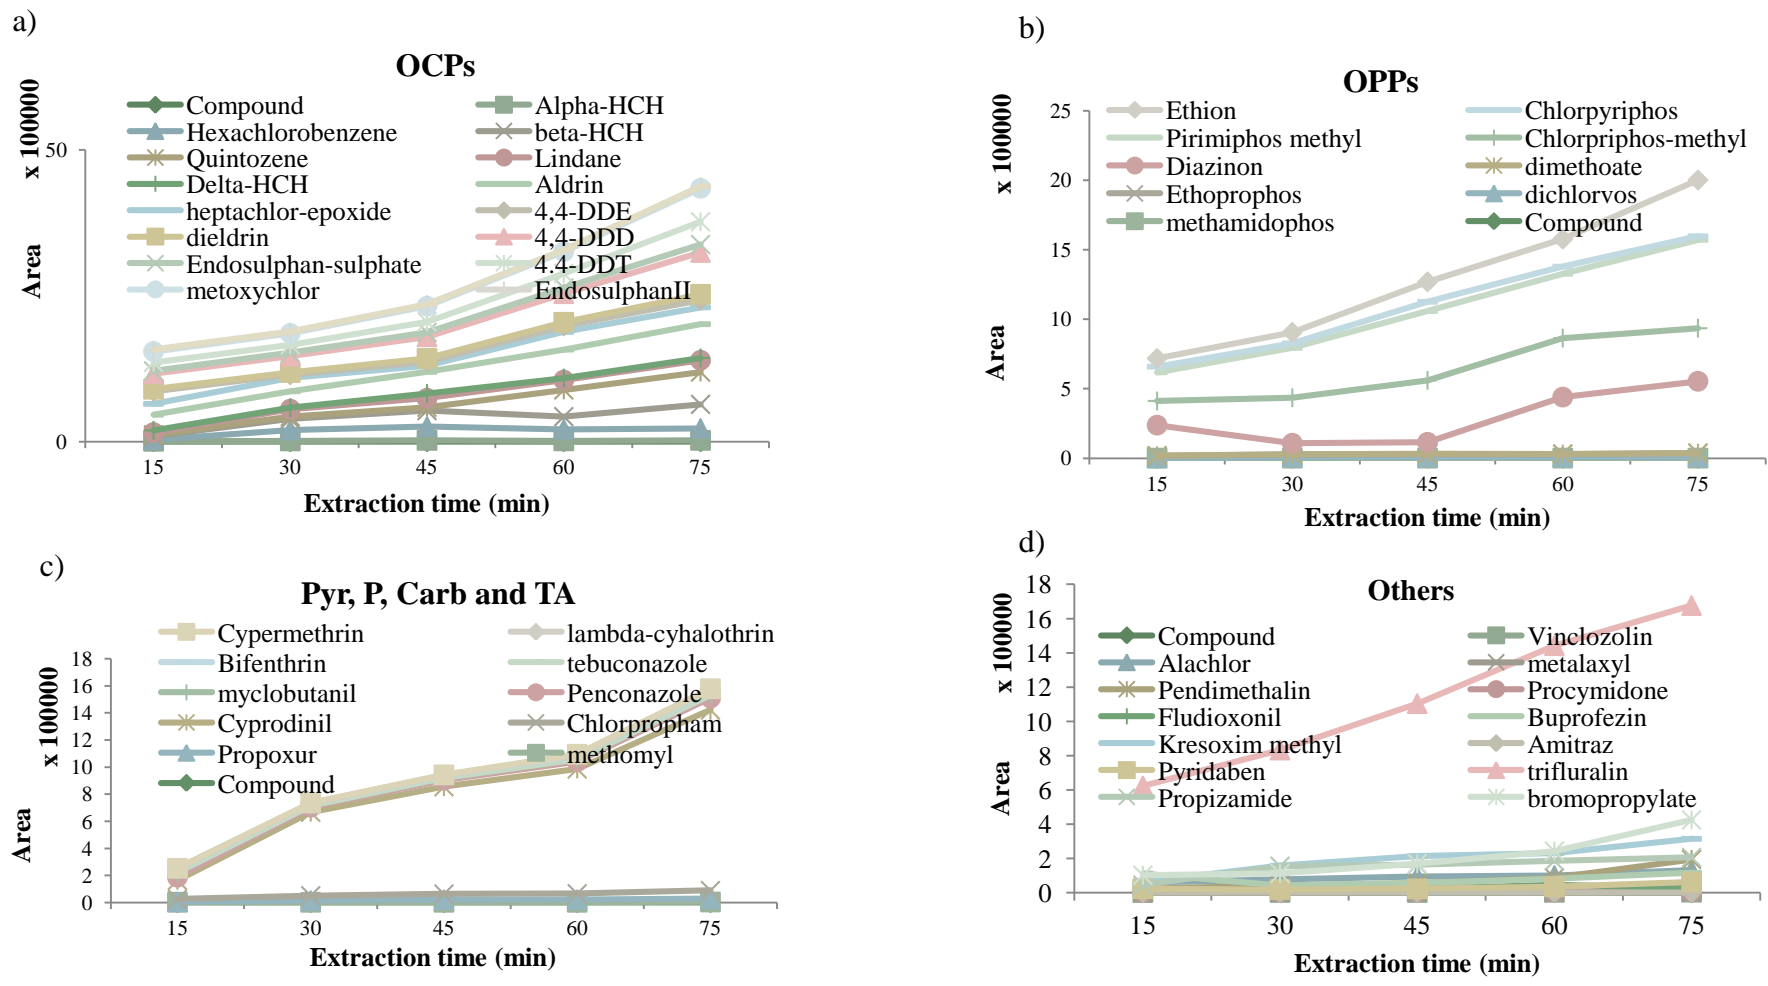 a)
OCPs
x 100000
Area
Compound
Alpha-HCH
Hexachlorobenzene
beta-HCH
Quintozene
Lindane
Delta-HCH
Aldrin
heptachlor-epoxide
4,4-DDE
dieldrin
4,4-DDD
Endosulphan-sulphate
4.4-DDT
metoxychlor
EndosulphanII
50
0
15 30 45 60 75
Extraction time (min)
b)
OPPs
x 100000
Area
Ethion
Chlorpyriphos
Pirimiphos methyl
Chlorpriphos-methyl
Diazinon
dimethoate
Ethoprophos
dichlorvos
methamidophos
Compound
25
20
15
10
5
0
15 30 45 60 75
Extraction time (min)
c)
Pyr, P, Carb and TA
x 100000
Area
Cypermethrin
lambda-cyhalothrin
Bifenthrin
tebuconazole
myclobutanil
Penconazole
Cyprodinil
Chlorpropham
Propoxur
methomyl
Compound
18
16
14
12
10
8
6
4
2
0
15 30 45 60 75
Extraction time (min)
d)
Others
x 100000
Area
Compound
Vinclozolin
Alachlor
metalaxyl
Pendimethalin
Procymidone
Fludioxonil
Buprofezin
Kresoxim methyl
Amitraz
Pyridaben
trifluralin
Propizamide
bromopropylate
18
16
14
12
10
8
6
4
2
0
15 30 45 60 75
Extraction time (min)